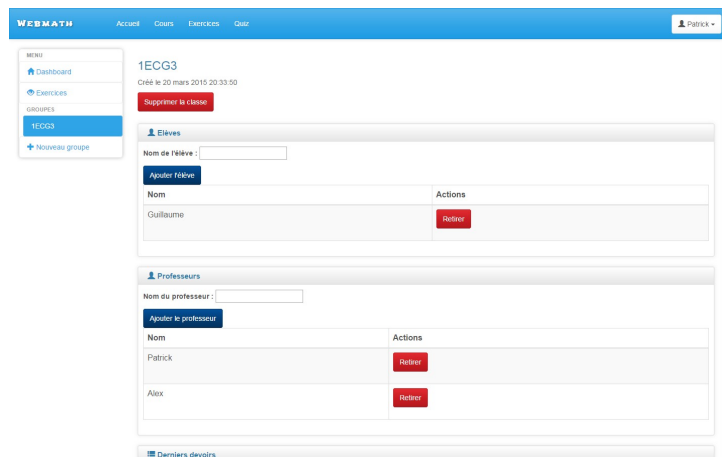 WEBMATH Accueil Cours Exercices Quiz Patrick
MENU
Dashboard
Exercices
GROUPES
1ECG3
Nouveau groupe
1ECG3
Créé le 20 mars 2015 20:33:50
Supprimer la classe
Elèves
Nom de l'élève :
Ajouter l'élève
Nom Actions
Guillaume Retirer
Professeurs
Nom du professeur :
Ajouter le professeur
Nom Actions
Patrick Retirer
Alex Retirer
Derniers devoirs